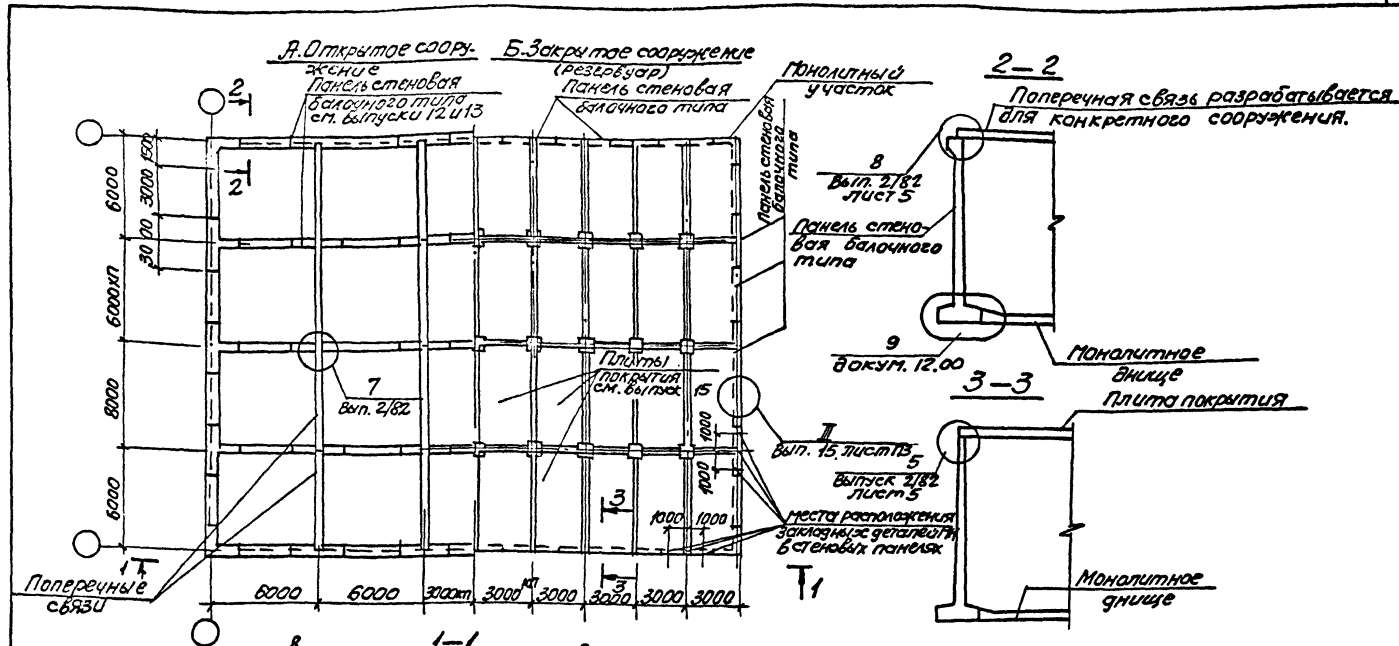 А. Открытое соору-
жение
Панель стеновая
балочного типа
см. выпуски 12 и 13
Б. Закрытое сооружение
(резервуар)
Панель стеновая
балочного типа
Монолитный
участок
Панель стеновая
балочного
типа
2
2
1500
3000
3000
6000
6000хп
8000
6000
7
Вып. 2/82
Плиты
покрытия
см. выпуск 15
1000
1000
II
Вып. 15, лист
3
1000 1000
места расположения
закладных деталей
в стеновых панелях
Поперечные
связи
1
3
1
6000 6000 3000 3000 3000 3000 3000 3000
8
1-1
2-2
Поперечная связь разрабатывается
для конкретного сооружения.
8
Вып. 2/82
лист 5
Панель стено-
вая балочного
типа
9
докум. 12.00
Монолитное
днище
3-3
Плита покрытия
5
Выпуск 2/82
лист 5
Монолитное
днище